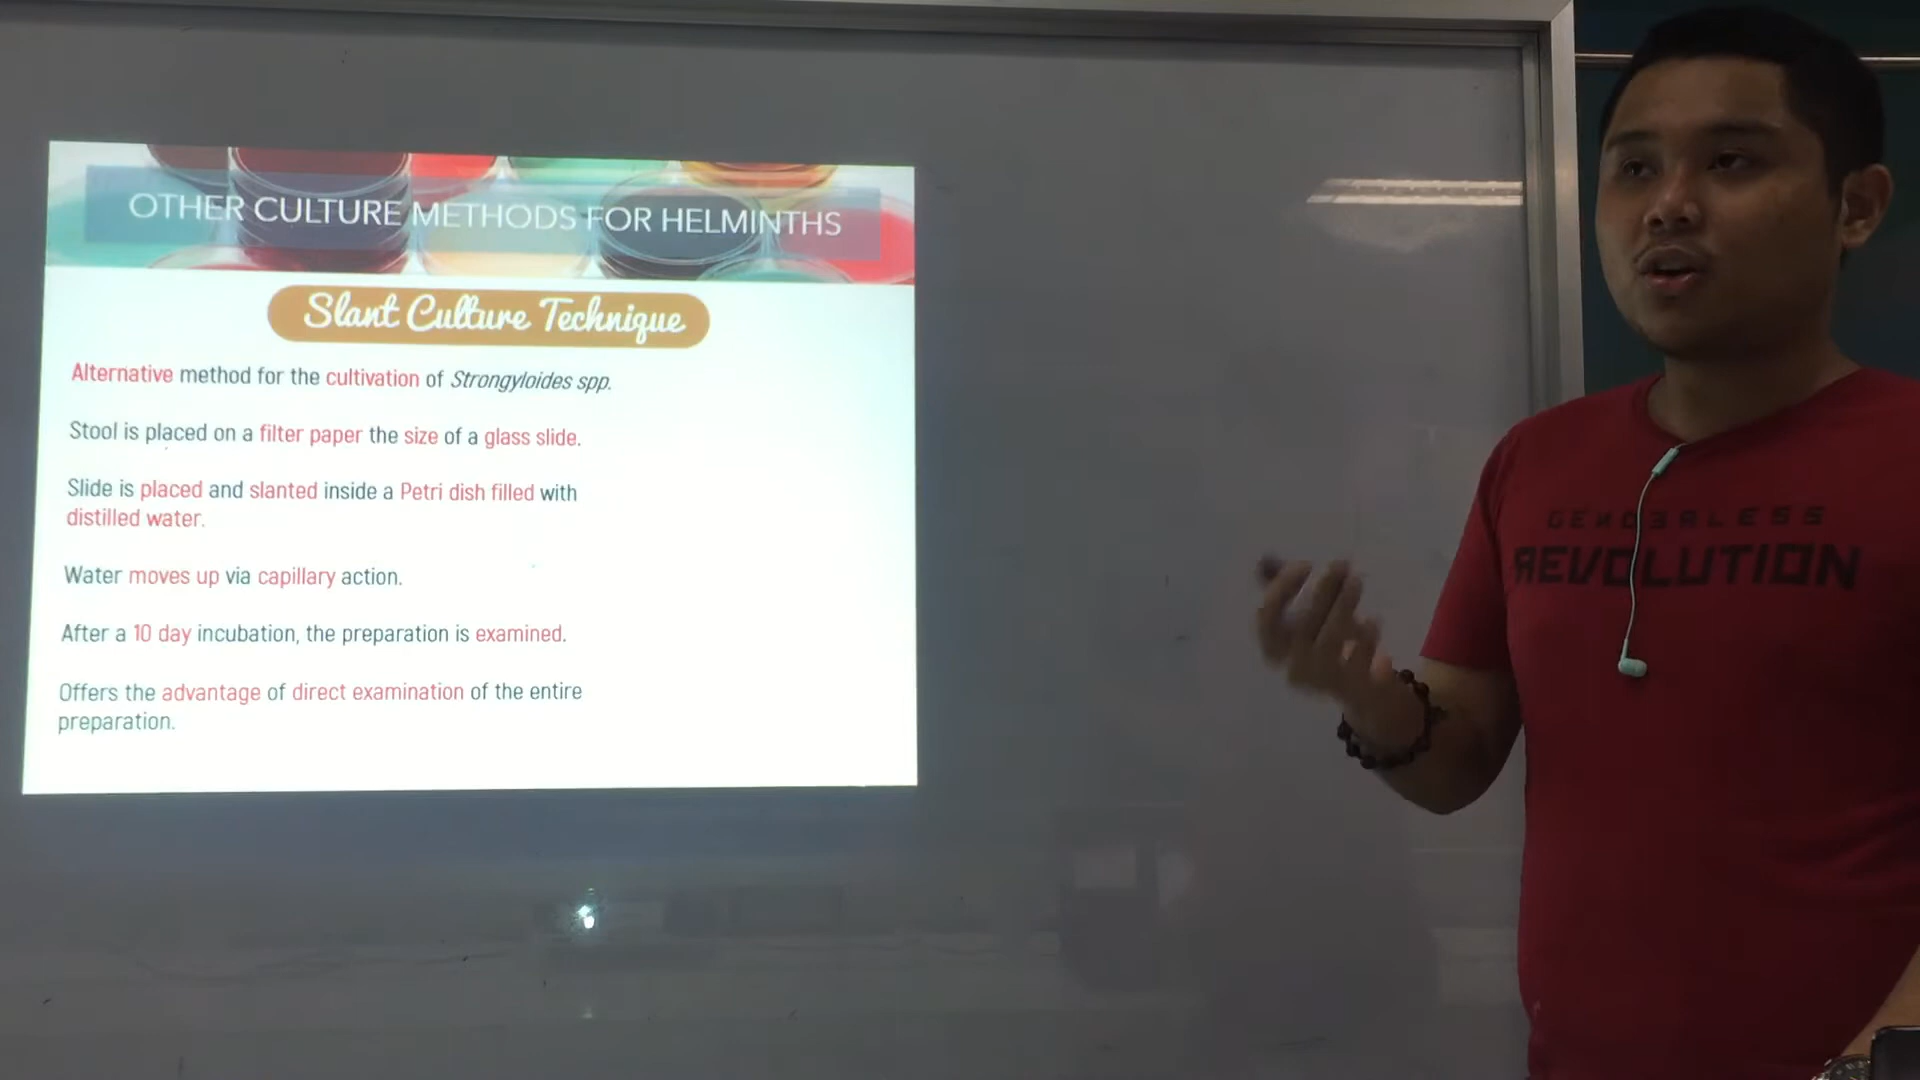 OTHER CULTURE METHODS FOR HELMINTHS
Slant Culture Technique
Alternative method for the cultivation of Strongyloides spp.
Stool is placed on a filter paper the size of a glass slide.
Slide is placed and slanted inside a Petri dish filled with
distilled water.
Water moves up via capillary action.
After a 10 day incubation, the preparation is examined.
Offers the advantage of direct examination of the entire
preparation.
GENDERLESS
REVOLUTION